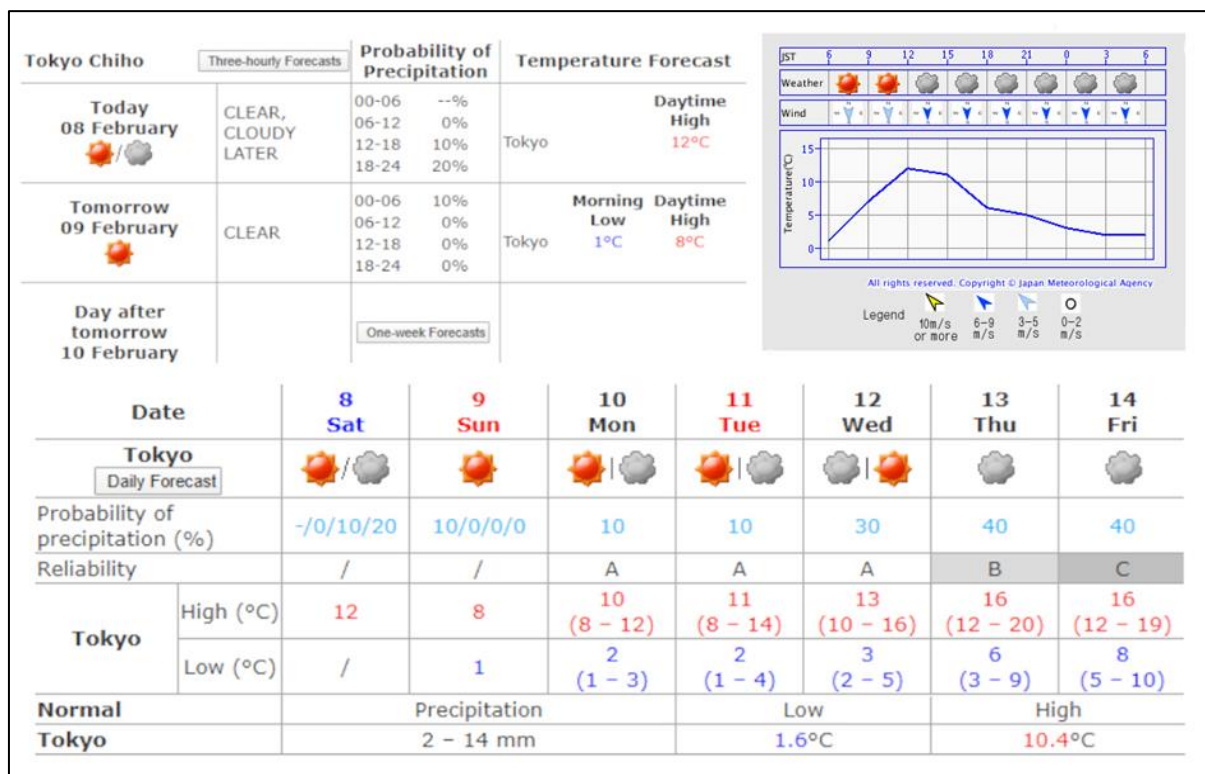 Tokyo Chiho Three-hourly Forecasts Probability of Precipitation Temperature Forecast
Today
08 February
/
CLEAR,
CLOUDY
LATER
00-06 --%
06-12 0%
12-18 10%
18-24 20%
Daytime
High
Tokyo 12°C
Tomorrow
09 February
CLEAR
00-06 10%
06-12 0%
12-18 0%
18-24 0%
Morning Daytime
Low High
Tokyo 1°C 8°C
Day after
tomorrow
10 February
One-week Forecasts
JST 6 9 12 15 18 21 0 3 6
Weather
Wind
Temperature(℃)
15
10
5
0
All rights reserved. Copyright © Japan Meteorological Agency
Legend
10m/s
or more
6-9
m/s
3-5
m/s
0-2
m/s
Date 8 9 10 11 12 13 14
Sat Sun Mon Tue Wed Thu Fri
Tokyo
Daily Forecast
/ | | |
Probability of
precipitation (%) -/0/10/20 10/0/0/0 10 10 30 40 40
Reliability / / A A A B C
Tokyo
High (°C) 12 8 10 11 13 16 16
(8 – 12) (8 – 14) (10 – 16) (12 – 20) (12 – 19)
Low (°C) / 1 2 2 3 6 8
(1 – 3) (1 – 4) (2 – 5) (3 – 9) (5 – 10)
Normal Precipitation Low High
Tokyo 2 – 14 mm 1.6°C 10.4°C